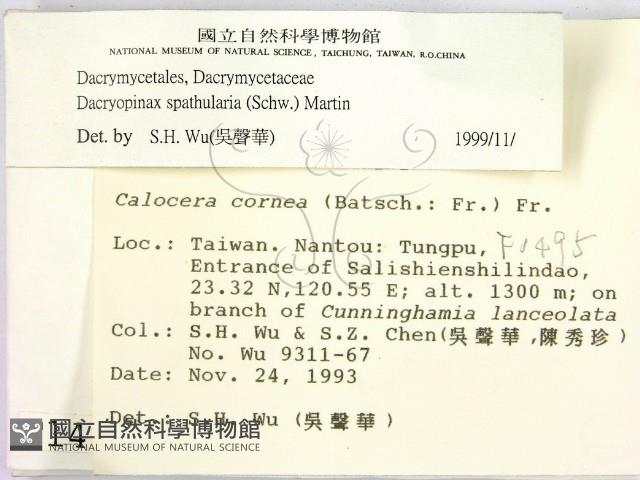 國立自然科學博物館
NATIONAL MUSEUM OF NATURAL SCIENCE, TAICHUNG, TAIWAN, R.O.CHINA
Dacrymycetales, Dacrymycetaceae
Dacryopinax spathularia (Schw.) Martin
Det. by S.H. Wu(吳聲華) 1999/11/
Calocera cornea (Batsch.: Fr.) Fr.
Loc.: Taiwan. Nantou: Tungpu, F1495
Entrance of Salishienshilindao,
23.32 N,120.55 E; alt. 1300 m; on
branch of Cunninghamia lanceolata
Col.: S.H. Wu & S.Z. Chen(吳聲華,陳秀珍)
No. Wu 9311-67
Date: Nov. 24, 1993
Det.: S.H. Wu (吳聲華)
14
國立自然科學博物館
NATIONAL MUSEUM OF NATURAL SCIENCE